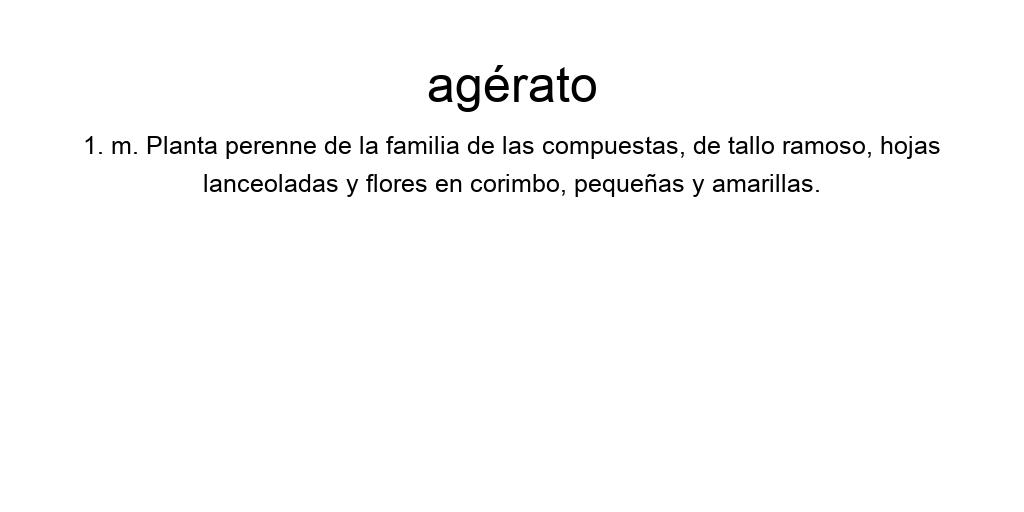 agérato
1. m. Planta perenne de la familia de las compuestas, de tallo ramoso, hojas
lanceoladas y flores en corimbo, pequeñas y amarillas.